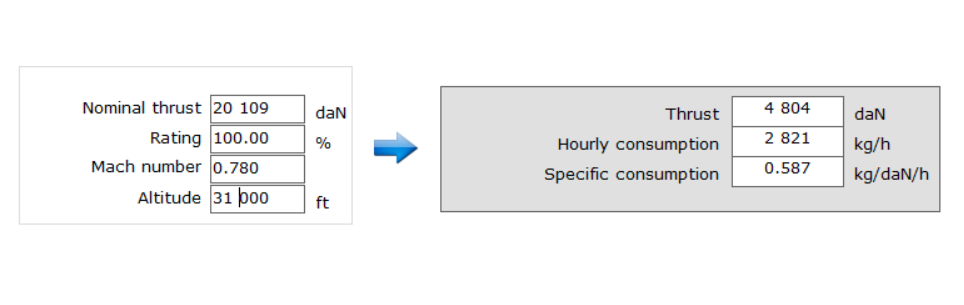 Nominal thrust 20 109 daN
Rating 100.00 %
Mach number 0.780
Altitude 31 000 ft
Thrust 4 804 daN
Hourly consumption 2 821 kg/h
Specific consumption 0.587 kg/daN/h